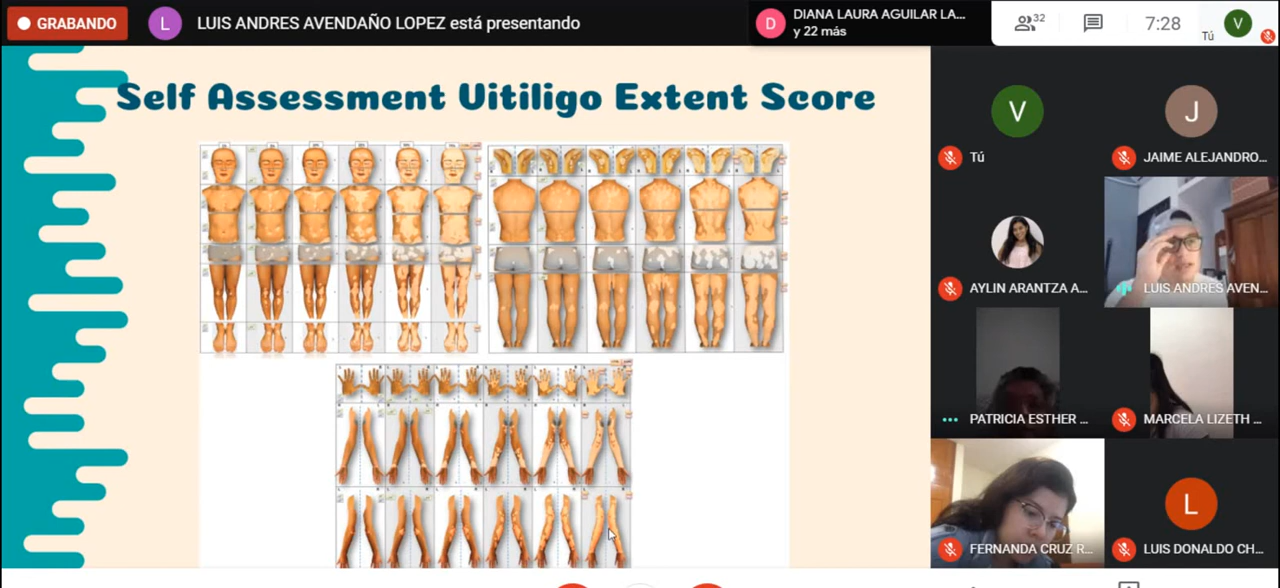 GRABANDO
L
LUIS ANDRES AVENDAÑO LOPEZ está presentando
D
DIANA LAURA AGUILAR LA...
y 22 más
32
7:28
Tú
V
Self Assessment Vitiligo Extent Score
V
Tú
J
JAIME ALEJANDRO...
AYLIN ARANTZA A...
LUIS ANDRES AVEN...
PATRICIA ESTHER ...
MARCELA LIZETH ...
FERNANDA CRUZ R...
L
LUIS DONALDO CH...